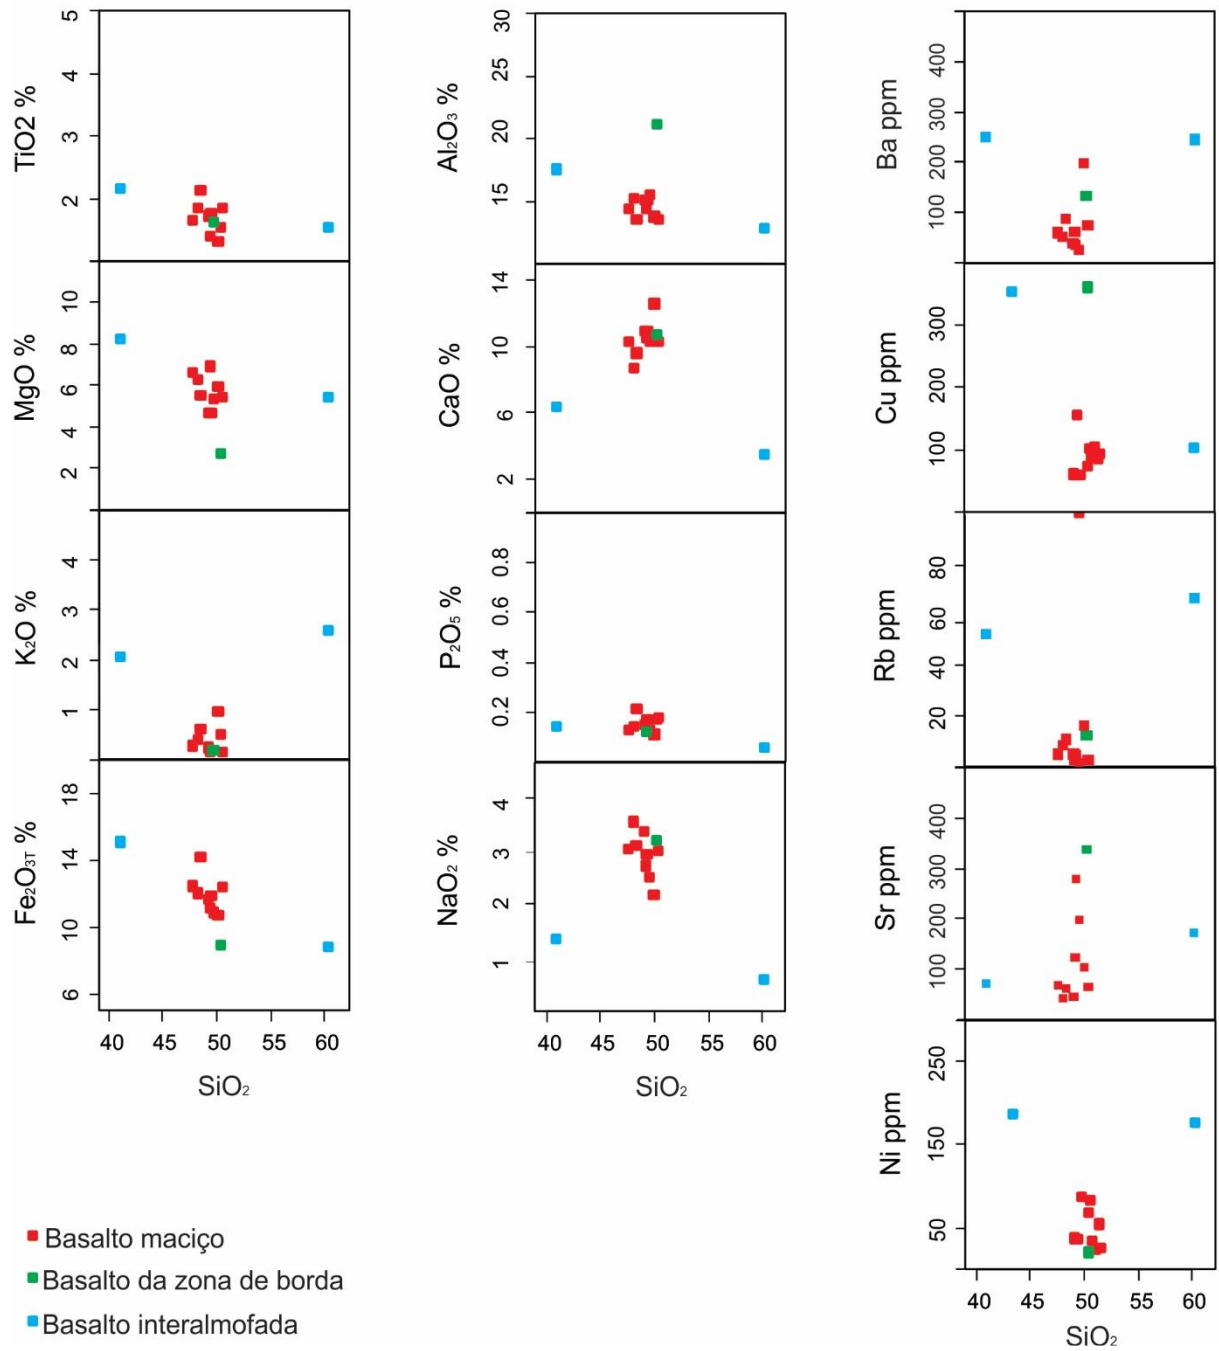 TiO2 %
5
4
3
2
MgO %
10
8
6
4
2
K₂O %
4
3
2
1
Fe₂O₃T %
18
14
10
6
40 45 50 55 60
SiO₂
Al₂O₃ %
30
25
20
15
CaO %
14
10
6
2
P₂O₅ %
0.8
0.6
0.4
0.2
NaO₂ %
4
3
2
1
40 45 50 55 60
SiO₂
Ba ppm
400
300
200
100
Cu ppm
300
200
100
Rb ppm
80
60
40
20
Sr ppm
400
300
200
100
Ni ppm
250
150
50
40 45 50 55 60
SiO₂
Basalto maciço
Basalto da zona de borda
Basalto interalmofada